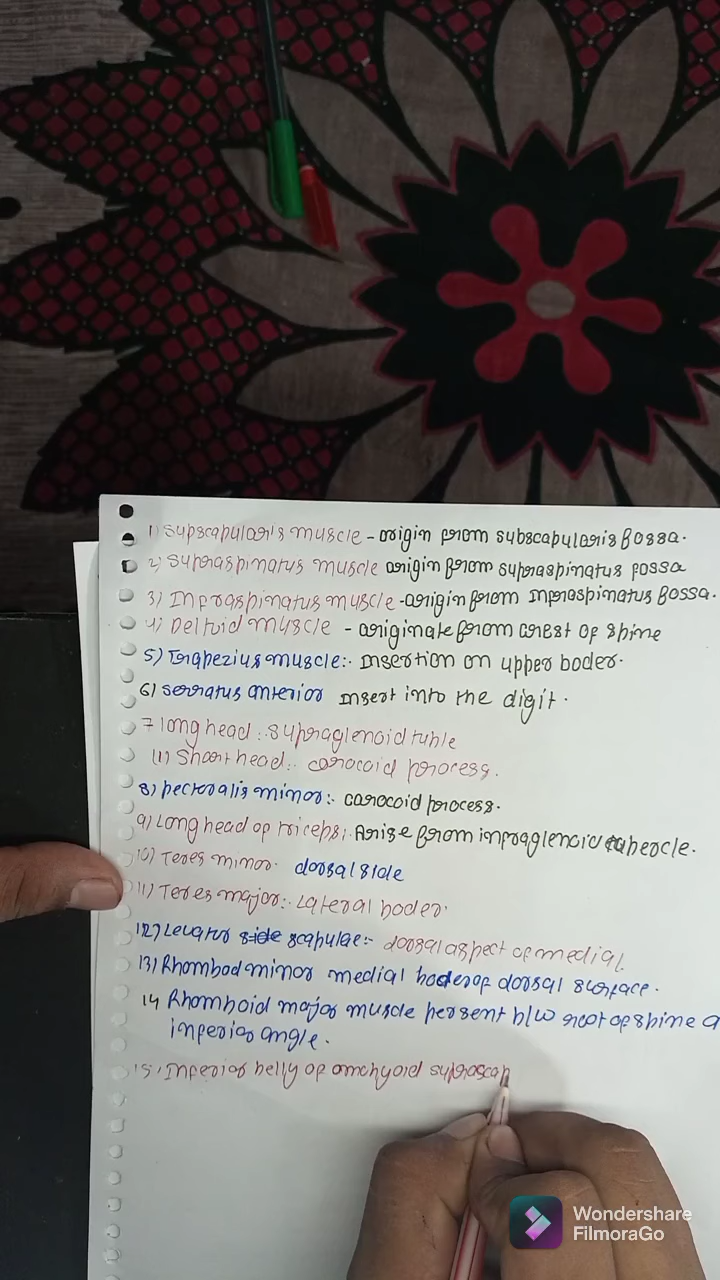 1) Supscapularis muscle - origin from subscapularis fossa.
2) Supraspinatus muscle origin from supraspinatus fossa
3) Infraspinatus muscle - origin from Infraspinatus fossa.
4) Deltoid muscle - originate from crest of spine
5) Trapezius muscle:- Insertion on upper boder.
6) Serratus anterior Insert into the digit.
7 long head: supraglenoid tuble
(11) Short head:- carocoid process.
8) pectoralis minor:- carocoid process.
9) Long head of triceps: Arise from infraglenoid tubercle.
10) Teres minor. dorsal side
11) Teres major:- Lateral boder.
12) Levator scapulae:- dorsal aspect of medial
13) Rhombod minor medial boder of dorsal surface.
14 Rhomboid major muscle persent b/w root of spine a
inferior angle.
15. Inferior belly of omohyoid suprascap
Wondershare
FilmoraGo